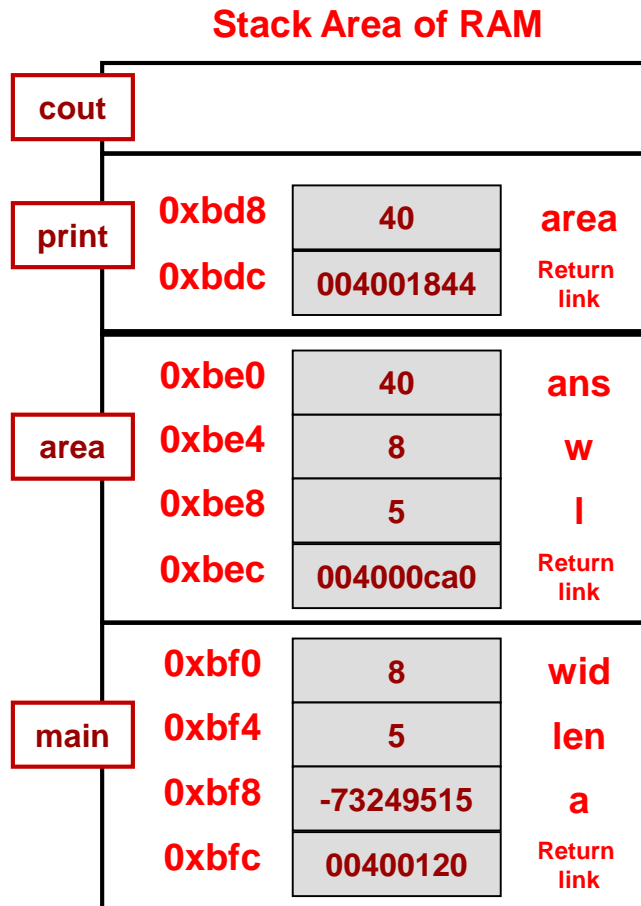 Stack Area of RAM
cout
print
0xbd8 40 area
0xbdc 004001844 Return link
area
0xbe0 40 ans
0xbe4 8 w
0xbe8 5 l
0xbec 004000ca0 Return link
main
0xbf0 8 wid
0xbf4 5 len
0xbf8 -73249515 a
0xbfc 00400120 Return link